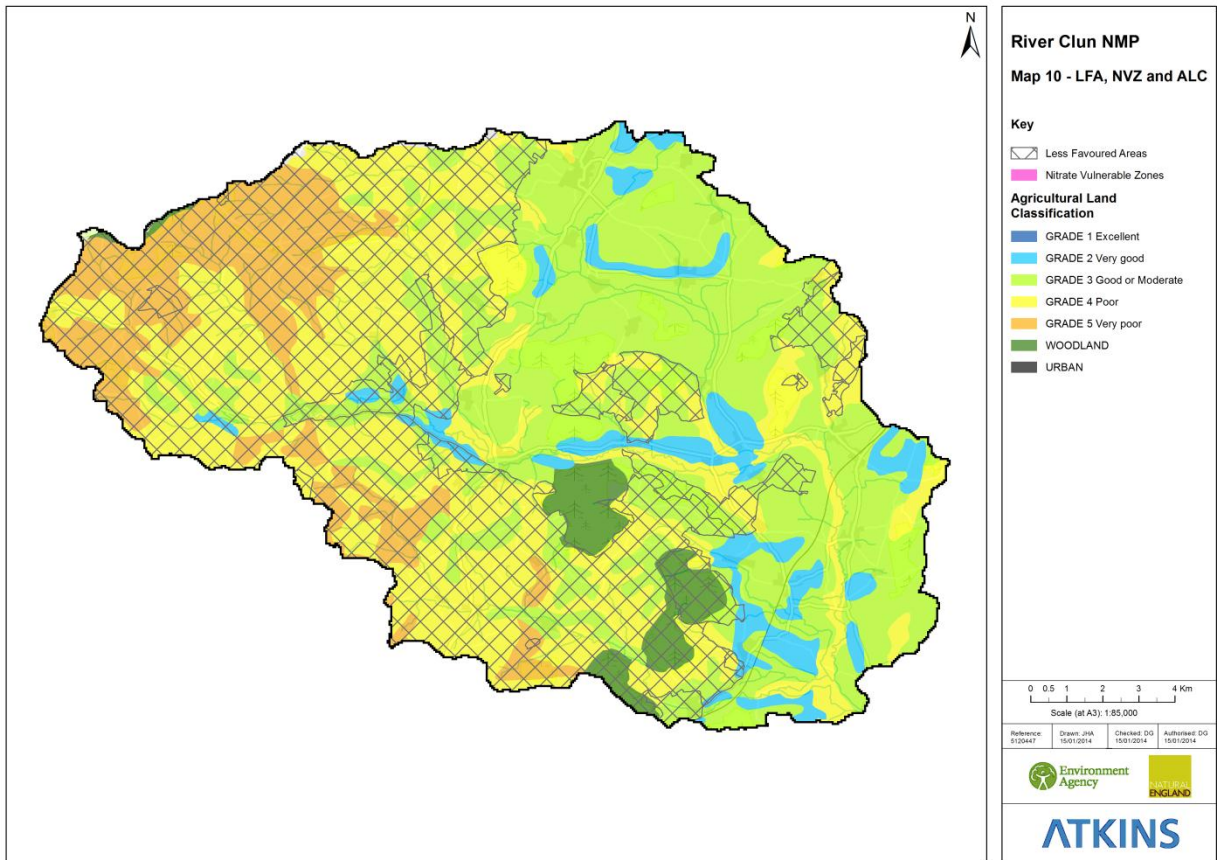 N
River Clun NMP
Map 10 - LFA, NVZ and ALC
Key
Less Favoured Areas
Nitrate Vulnerable Zones
Agricultural Land
Classification
GRADE 1 Excellent
GRADE 2 Very good
GRADE 3 Good or Moderate
GRADE 4 Poor
GRADE 5 Very poor
WOODLAND
URBAN
0 0.5 1 2 3 4 Km
Scale (at A3): 1:85,000
Reference: Drawn: JHA Checked: DG Authorised: DG
5120447 15/01/2014 15/01/2014 15/01/2014
Environment
Agency
NATURAL
ENGLAND
ATKINS